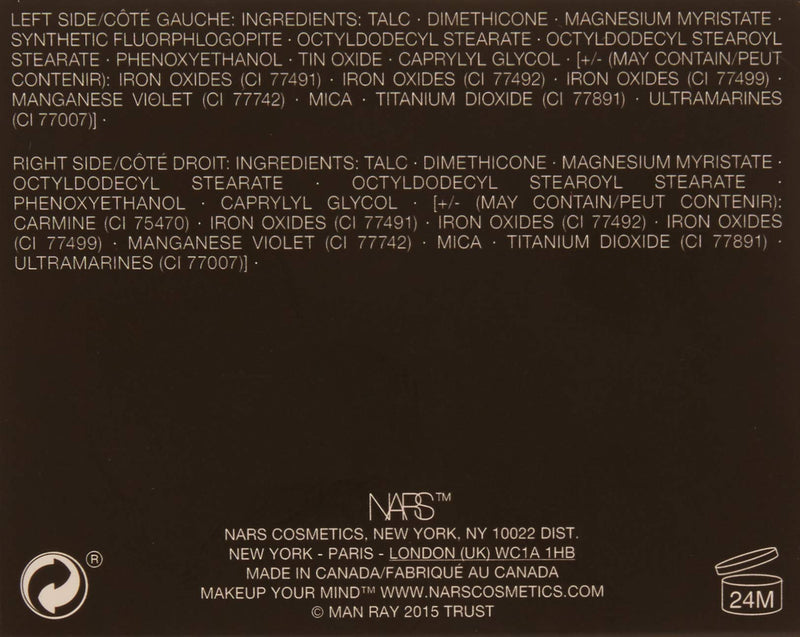 LEFT SIDE/CÔTÉ GAUCHE: INGREDIENTS: TALC · DIMETHICONE · MAGNESIUM MYRISTATE ·
SYNTHETIC FLUORPHLOGOPITE · OCTYLDODECYL STEARATE · OCTYLDODECYL STEAROYL
STEARATE · PHENOXYETHANOL · TIN OXIDE · CAPRYLYL GLYCOL · [+/- (MAY CONTAIN/PEUT
CONTENIR): IRON OXIDES (CI 77491) · IRON OXIDES (CI 77492) · IRON OXIDES (CI 77499) ·
MANGANESE VIOLET (CI 77742) · MICA · TITANIUM DIOXIDE (CI 77891) · ULTRAMARINES
(CI 77007)] ·
RIGHT SIDE/CÔTÉ DROIT: INGREDIENTS: TALC · DIMETHICONE · MAGNESIUM MYRISTATE ·
OCTYLDODECYL STEARATE · OCTYLDODECYL STEAROYL STEARATE ·
PHENOXYETHANOL · CAPRYLYL GLYCOL · [+/- (MAY CONTAIN/PEUT CONTENIR):
CARMINE (CI 75470) · IRON OXIDES (CI 77491) · IRON OXIDES (CI 77492) · IRON OXIDES
(CI 77499) · MANGANESE VIOLET (CI 77742) · MICA · TITANIUM DIOXIDE (CI 77891) ·
ULTRAMARINES (CI 77007)] ·
NARS™
NARS COSMETICS, NEW YORK, NY 10022 DIST.
NEW YORK - PARIS - LONDON (UK) WC1A 1HB
MADE IN CANADA/FABRIQUÉ AU CANADA
MAKEUP YOUR MIND™ WWW.NARSCOSMETICS.COM
© MAN RAY 2015 TRUST
®
24M